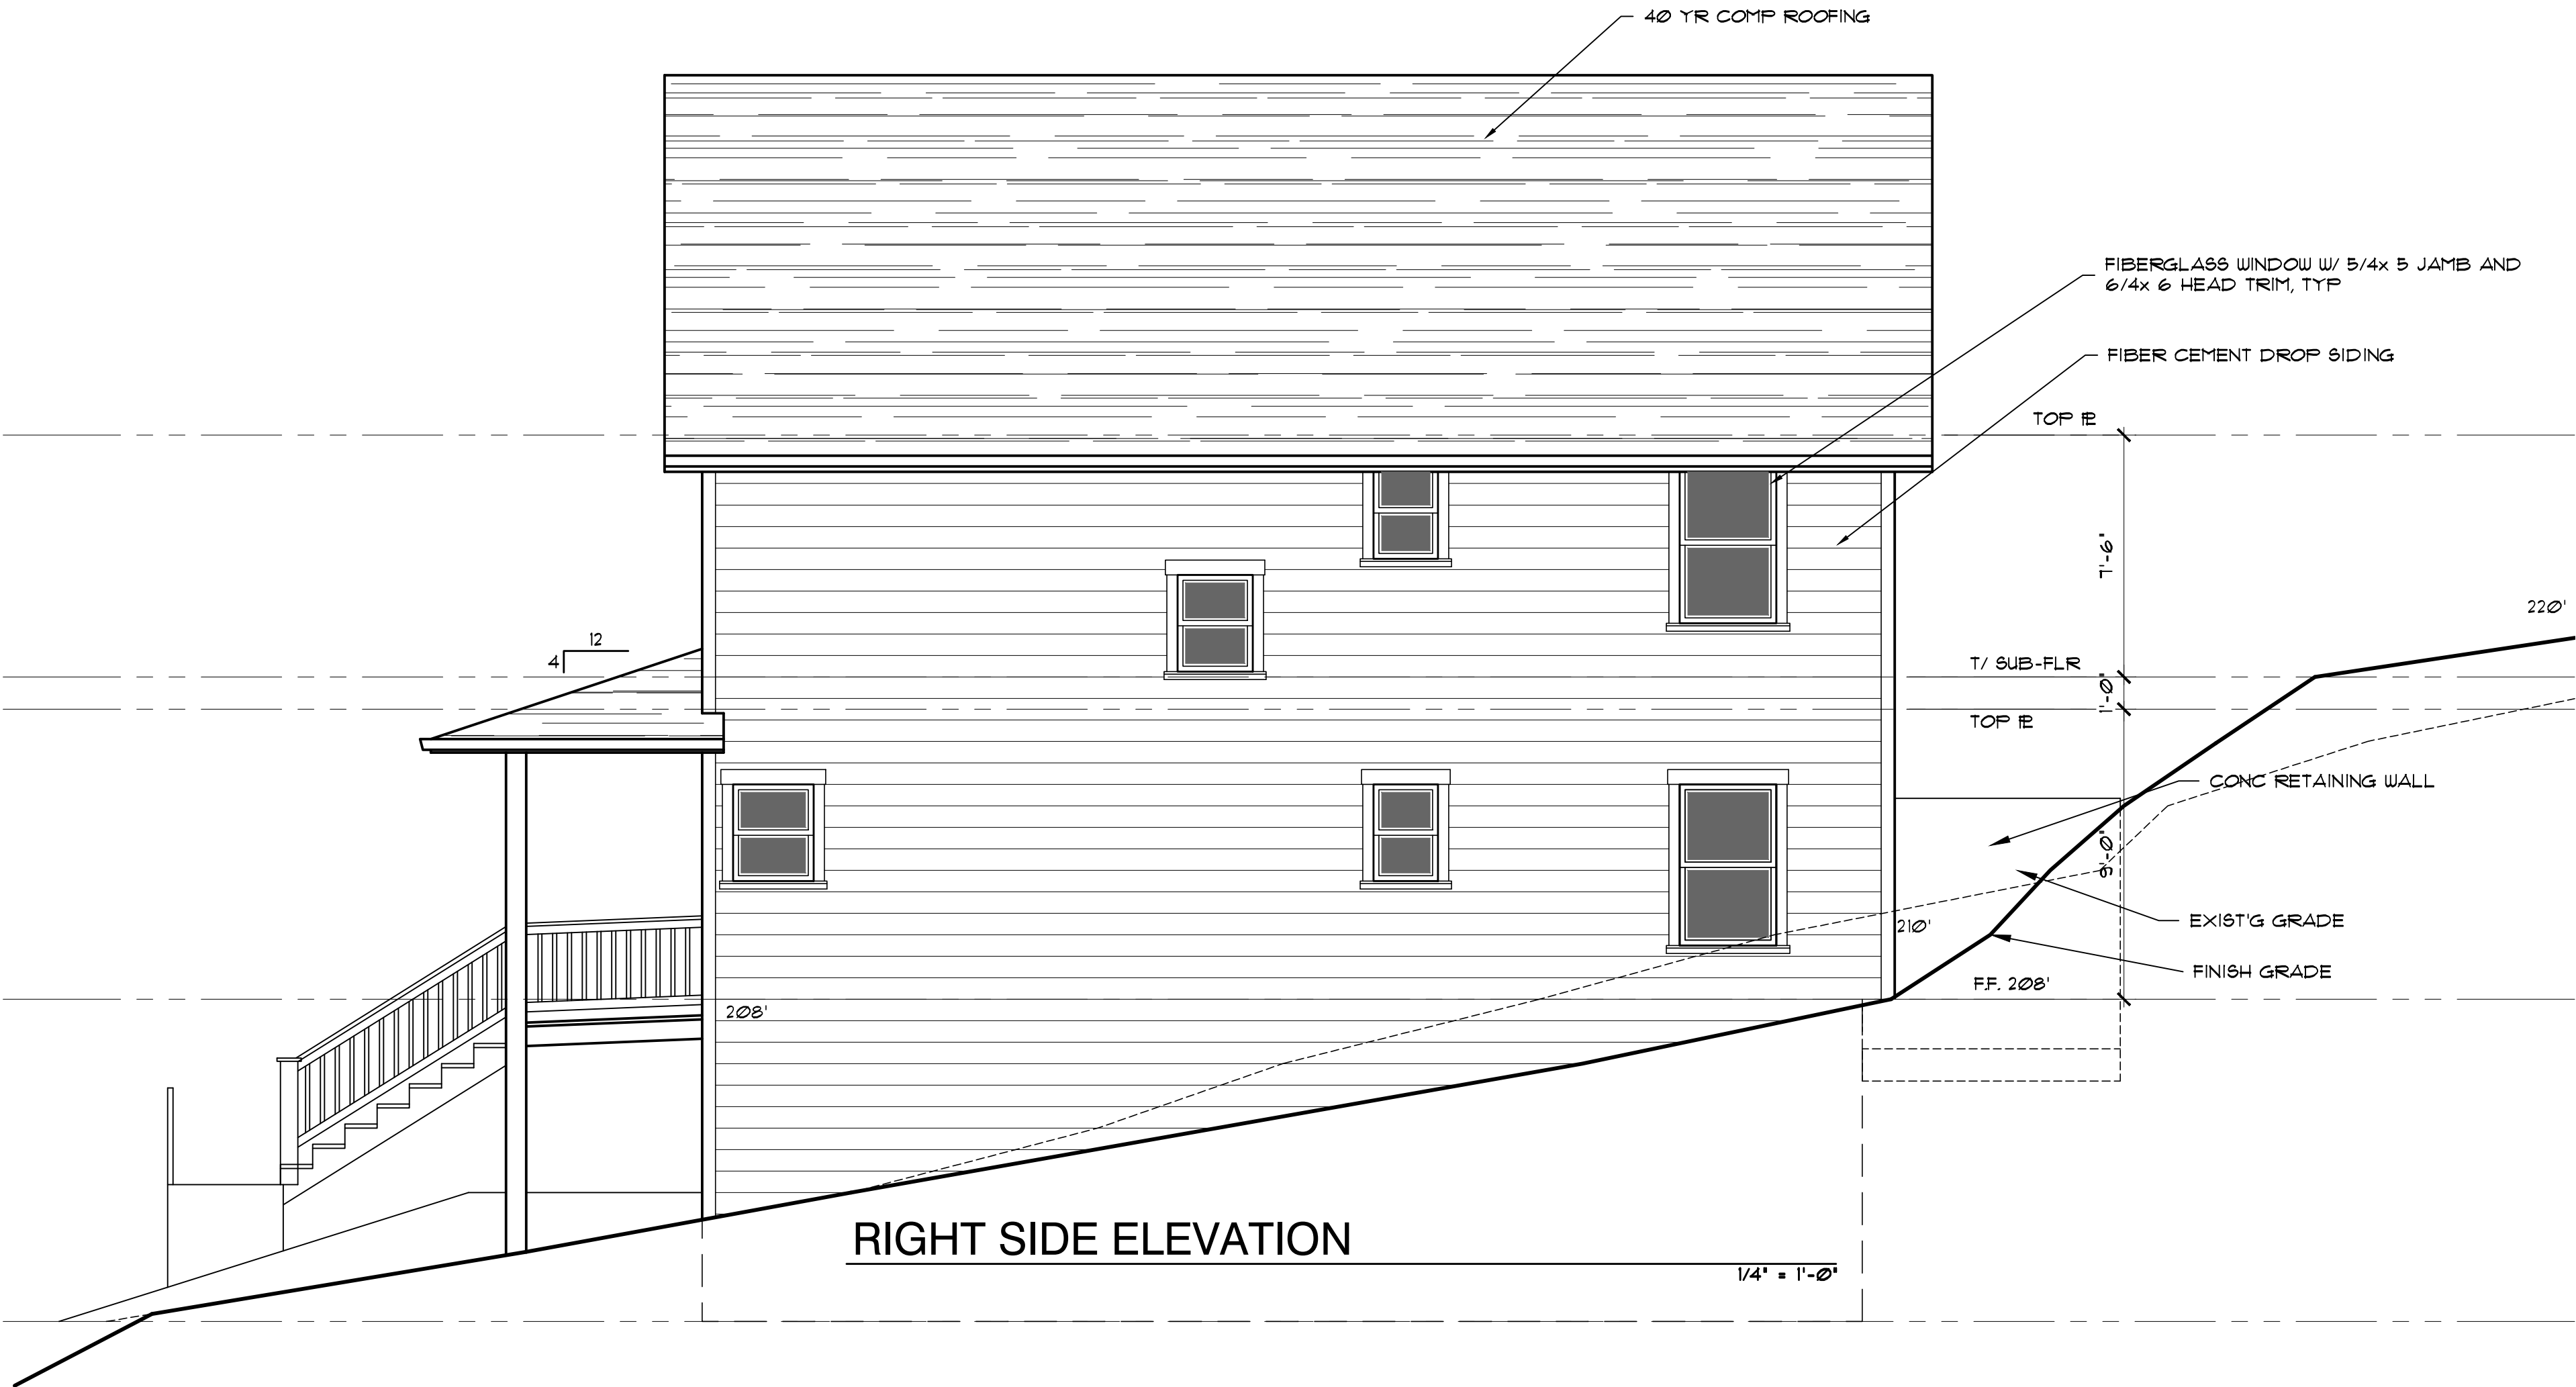 40 YR COMP ROOFING
FIBERGLASS WINDOW W/ 5/4x 5 JAMB AND
6/4x 6 HEAD TRIM, TYP
FIBER CEMENT DROP SIDING
TOP PL
7'-6"
220'
12
4
T/ SUB-FLR
1'-0"
TOP PL
CONC RETAINING WALL
9'-0"
EXIST'G GRADE
210'
FINISH GRADE
F.F. 208'
208'
RIGHT SIDE ELEVATION
1/4" = 1'-0"